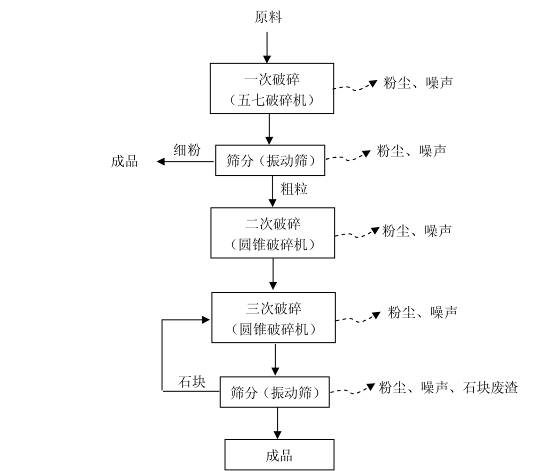 原料
一次破碎
（五七破碎机）
粉尘、噪声
细粉
成品
筛分（振动筛）
粉尘、噪声
粗粒
二次破碎
（圆锥破碎机）
粉尘、噪声
三次破碎
（圆锥破碎机）
粉尘、噪声
石块
筛分（振动筛）
粉尘、噪声、石块废渣
成品